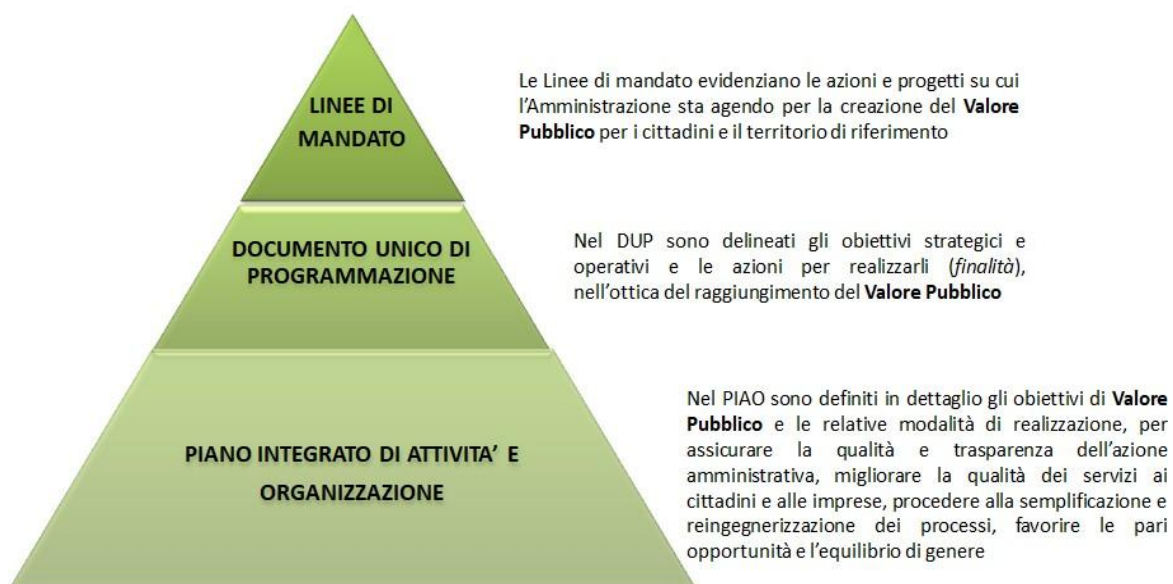 LINEE DI
MANDATO
Le Linee di mandato evidenziano le azioni e progetti su cui
l'Amministrazione sta agendo per la creazione del Valore
Pubblico per i cittadini e il territorio di riferimento
DOCUMENTO UNICO DI
PROGRAMMAZIONE
Nel DUP sono delineati gli obiettivi strategici e
operativi e le azioni per realizzarli (finalità),
nell'ottica del raggiungimento del Valore Pubblico
PIANO INTEGRATO DI ATTIVITA' E
ORGANIZZAZIONE
Nel PIAO sono definiti in dettaglio gli obiettivi di Valore
Pubblico e le relative modalità di realizzazione, per
assicurare la qualità e trasparenza dell'azione
amministrativa, migliorare la qualità dei servizi ai
cittadini e alle imprese, procedere alla semplificazione e
reingegnerizzazione dei processi, favorire le pari
opportunità e l'equilibrio di genere